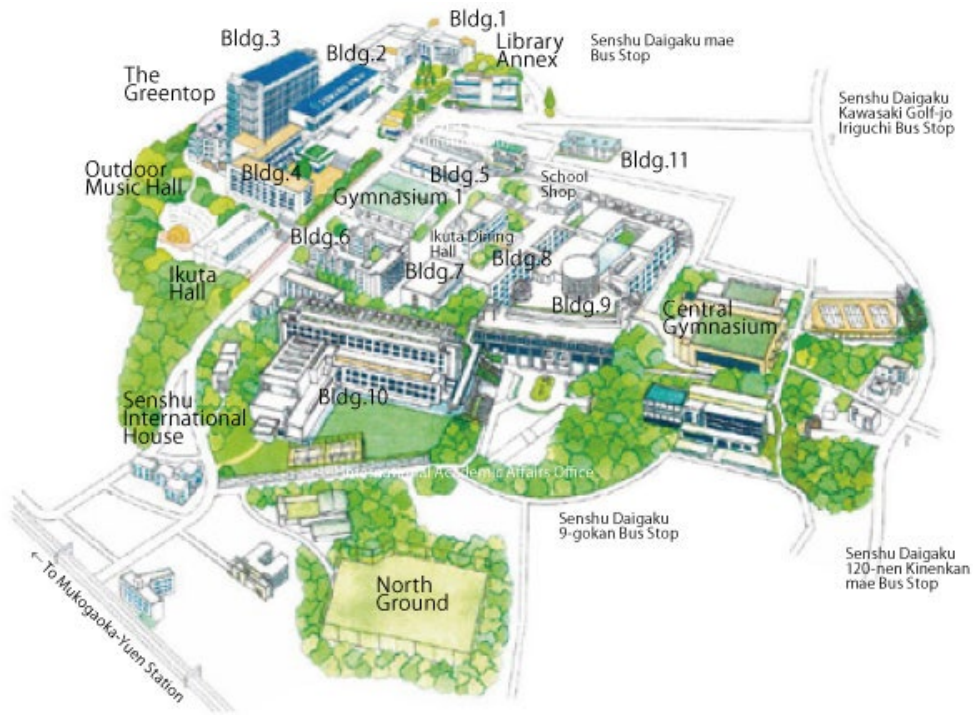 Bldg.1
Bldg.3
Bldg.2
Library
Annex
Senshu Daigaku mae
Bus Stop
The
Greentop
Senshu Daigaku
Kawasaki Golf-jo
Iriguchi Bus Stop
Outdoor
Music Hall
Bldg.4
Bldg.5
Bldg.11
School
Shop
Gymnasium 1
Bldg.6
Ikuta Dining
Hall
Bldg.7
Bldg.8
Ikuta
Hall
Bldg.9
Central
Gymnasium
Bldg.10
Senshu
International
House
International Academic Affairs Office
Senshu Daigaku
9-gokan Bus Stop
Senshu Daigaku
120-nen Kinenkan
mae Bus Stop
North
Ground
← To Mukogaoka-Yuen Station